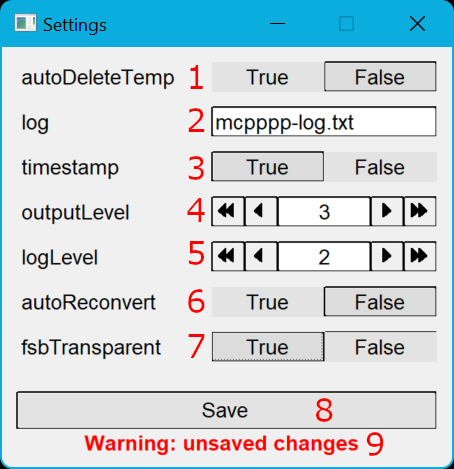 Settings
autoDeleteTemp 1 True False
log 2 mcpppp-log.txt
timestamp 3 True False
outputLevel 4 3
logLevel 5 2
autoReconvert 6 True False
fsbTransparent 7 True False
Save 8
Warning: unsaved changes 9